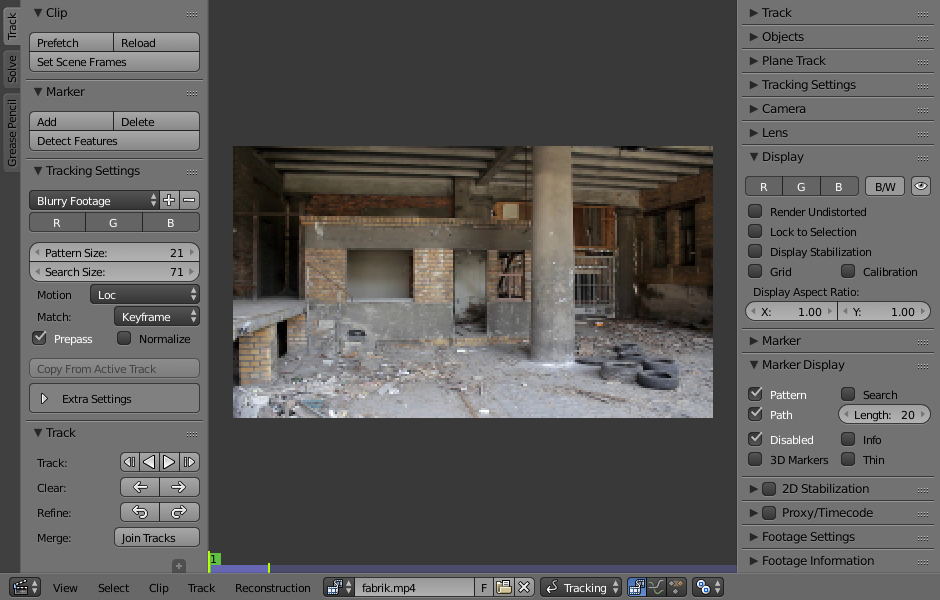 Track
Solve
Grease Pencil
Clip
Prefetch Reload
Set Scene Frames
Marker
Add Delete
Detect Features
Tracking Settings
Blurry Footage
R G B
Pattern Size: 21
Search Size: 71
Motion Loc
Match: Keyframe
Prepass Normalize
Copy From Active Track
Extra Settings
Track
Track:
Clear:
Refine:
Merge: Join Tracks
1
Track
Objects
Plane Track
Tracking Settings
Camera
Lens
Display
R G B B/W
Render Undistorted
Lock to Selection
Display Stabilization
Grid Calibration
Display Aspect Ratio:
X: 1.00 Y: 1.00
Marker
Marker Display
Pattern Search
Path Length: 20
Disabled Info
3D Markers Thin
2D Stabilization
Proxy/Timecode
Footage Settings
Footage Information
View Select Clip Track Reconstruction fabrik.mp4 F Tracking